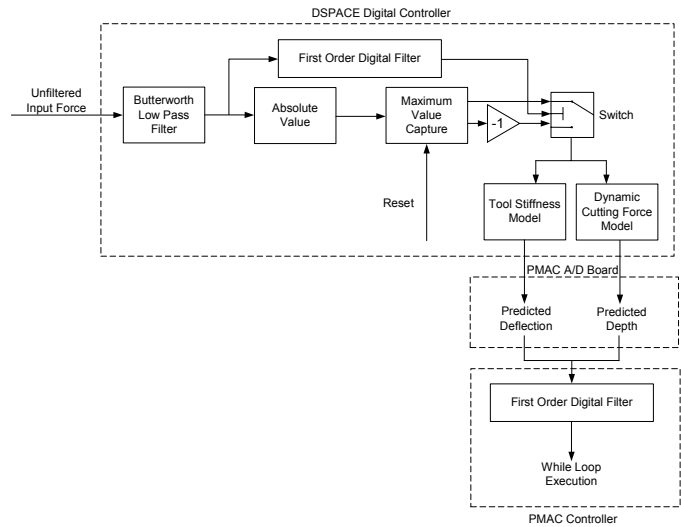 DSPACE Digital Controller
First Order Digital Filter
Unfiltered
Input Force
Butterworth
Low Pass
Filter
Absolute
Value
Maximum
Value
Capture
-1
Switch
Reset
Tool Stiffness
Model
Dynamic
Cutting Force
Model
PMAC A/D Board
Predicted
Deflection
Predicted
Depth
First Order Digital Filter
While Loop
Execution
PMAC Controller